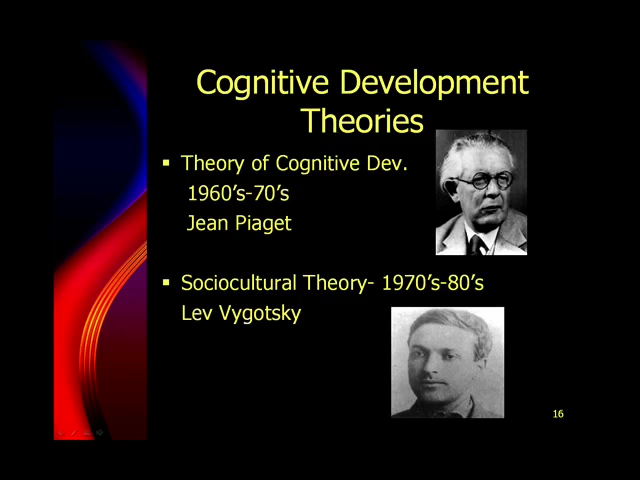 Cognitive Development
Theories
▪ Theory of Cognitive Dev.
1960’s-70’s
Jean Piaget
▪ Sociocultural Theory- 1970’s-80’s
Lev Vygotsky
16